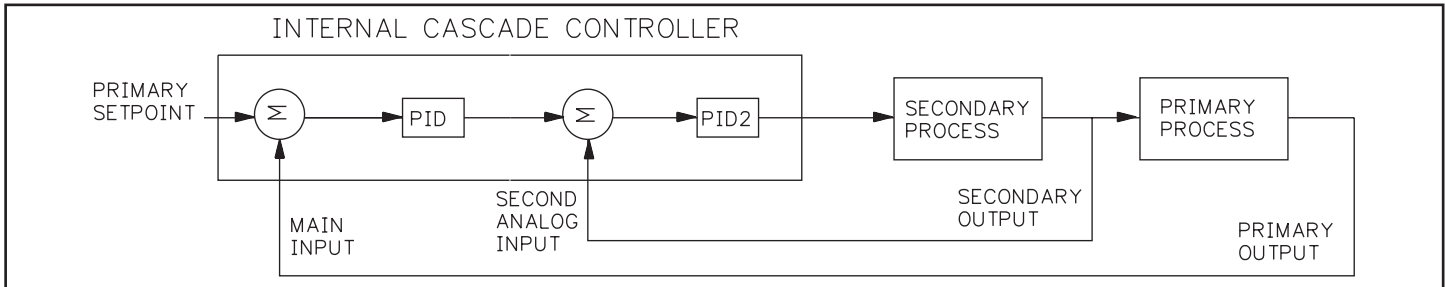 INTERNAL CASCADE CONTROLLER
PRIMARY
SETPOINT
Σ
PID
Σ
PID2
SECONDARY
PROCESS
PRIMARY
PROCESS
MAIN
INPUT
SECOND
ANALOG
INPUT
SECONDARY
OUTPUT
PRIMARY
OUTPUT